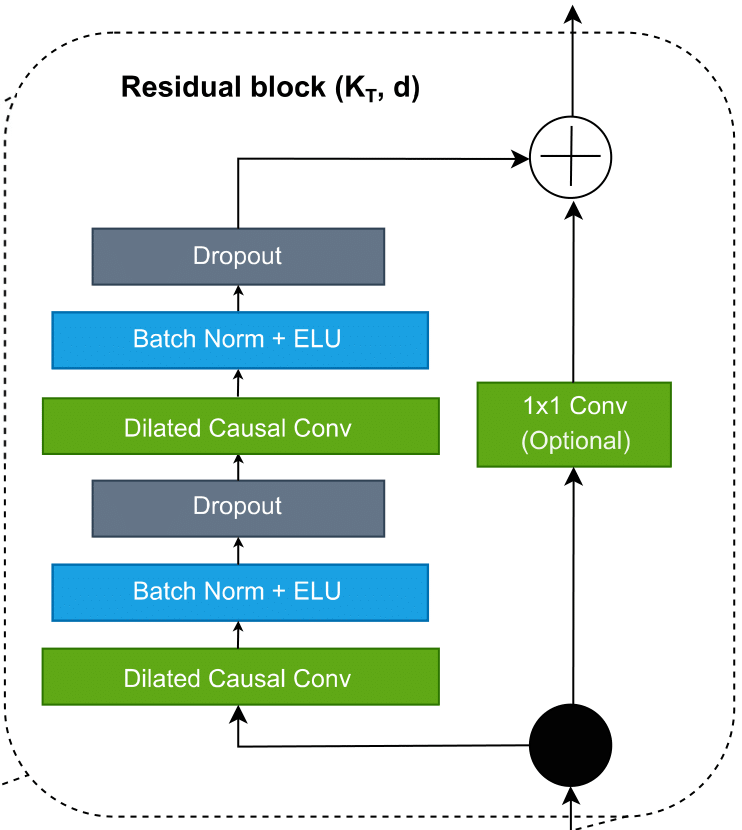 Residual block (K_T, d)
Dropout
Batch Norm + ELU
Dilated Causal Conv
Dropout
Batch Norm + ELU
Dilated Causal Conv
1x1 Conv
(Optional)